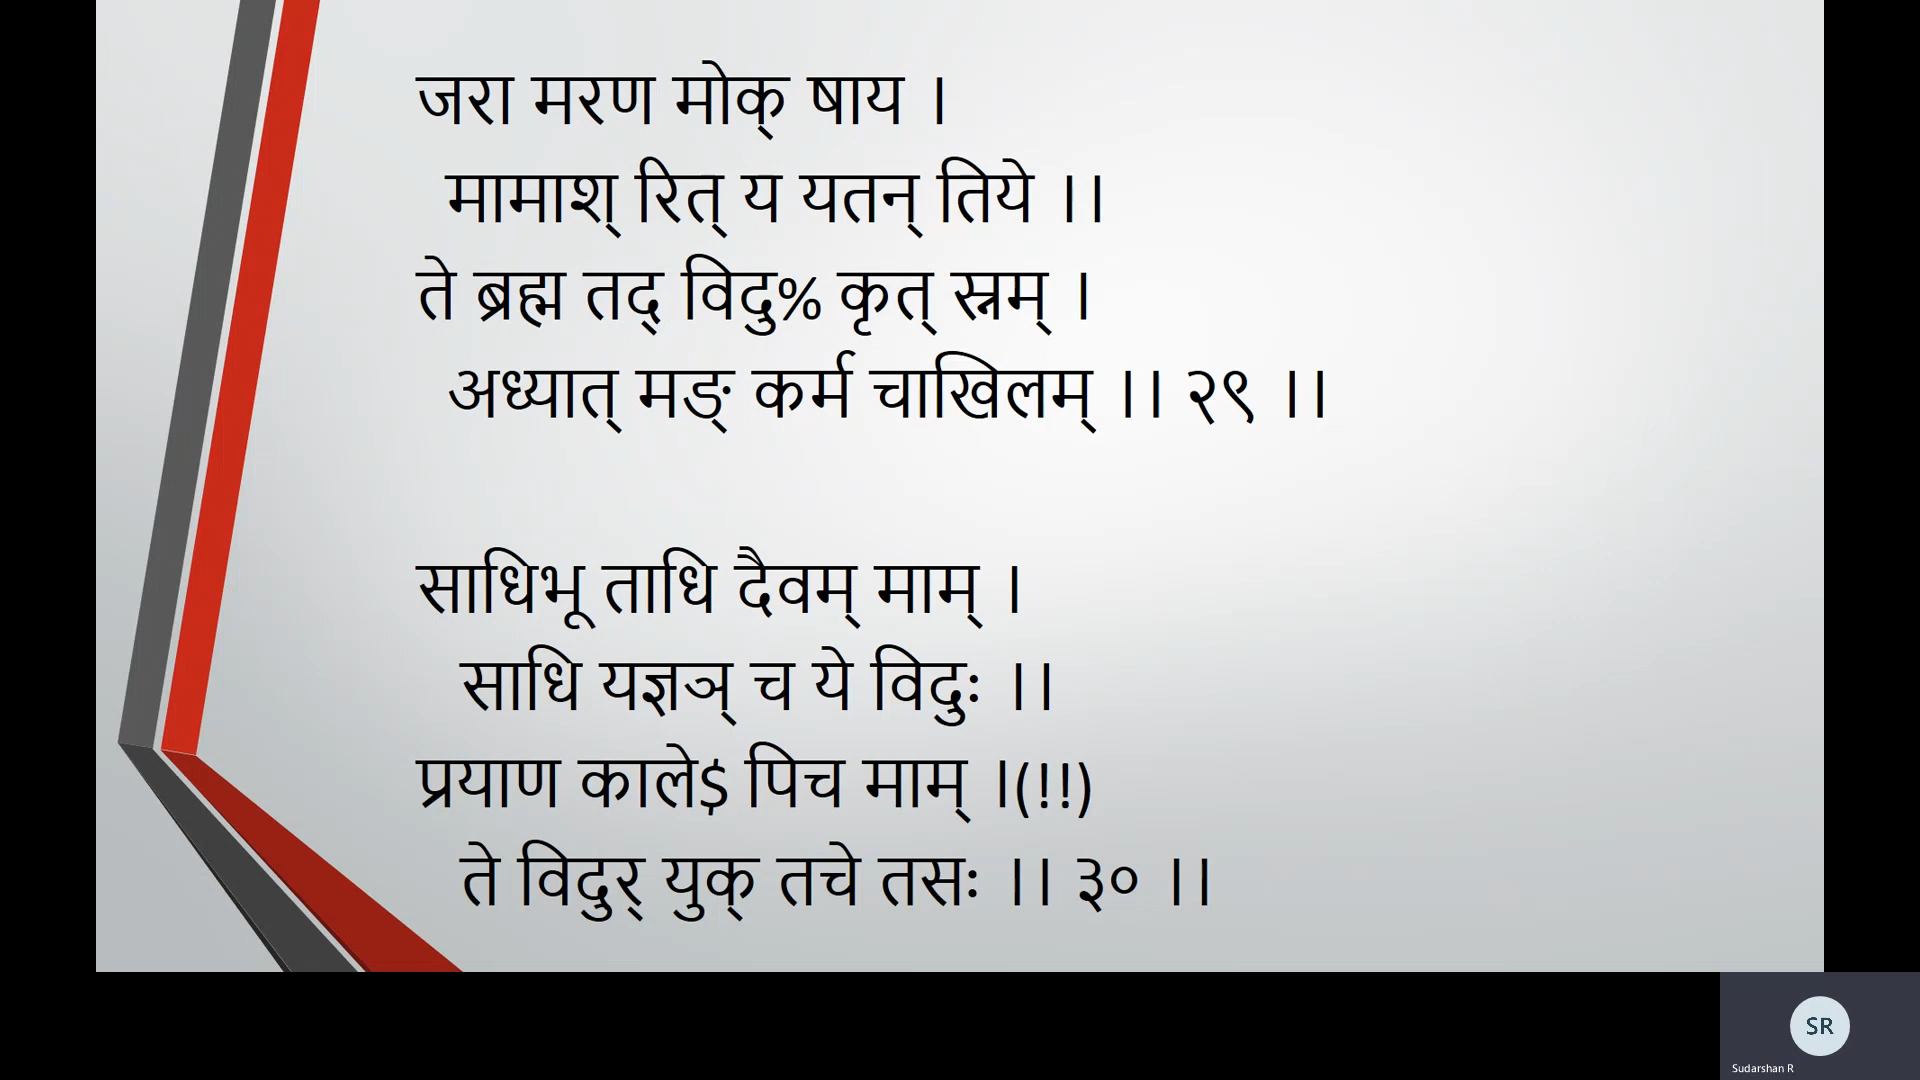 जरा मरण मोक् षाय ।
मामाश् रित् य यतन् तिये ।।
ते ब्रह्म तद् विदु% कृत् स्नम् ।
अध्यात् मङ् कर्म चाखिलम् ।। २९ ।।
साधिभू ताधि दैवम् माम् ।
साधि यज्ञञ् च ये विदुः ।।
प्रयाण काले$ पिच माम् ।(!!)
ते विदुर् युक् तचे तसः ।। ३० ।।
SR
Sudarshan R